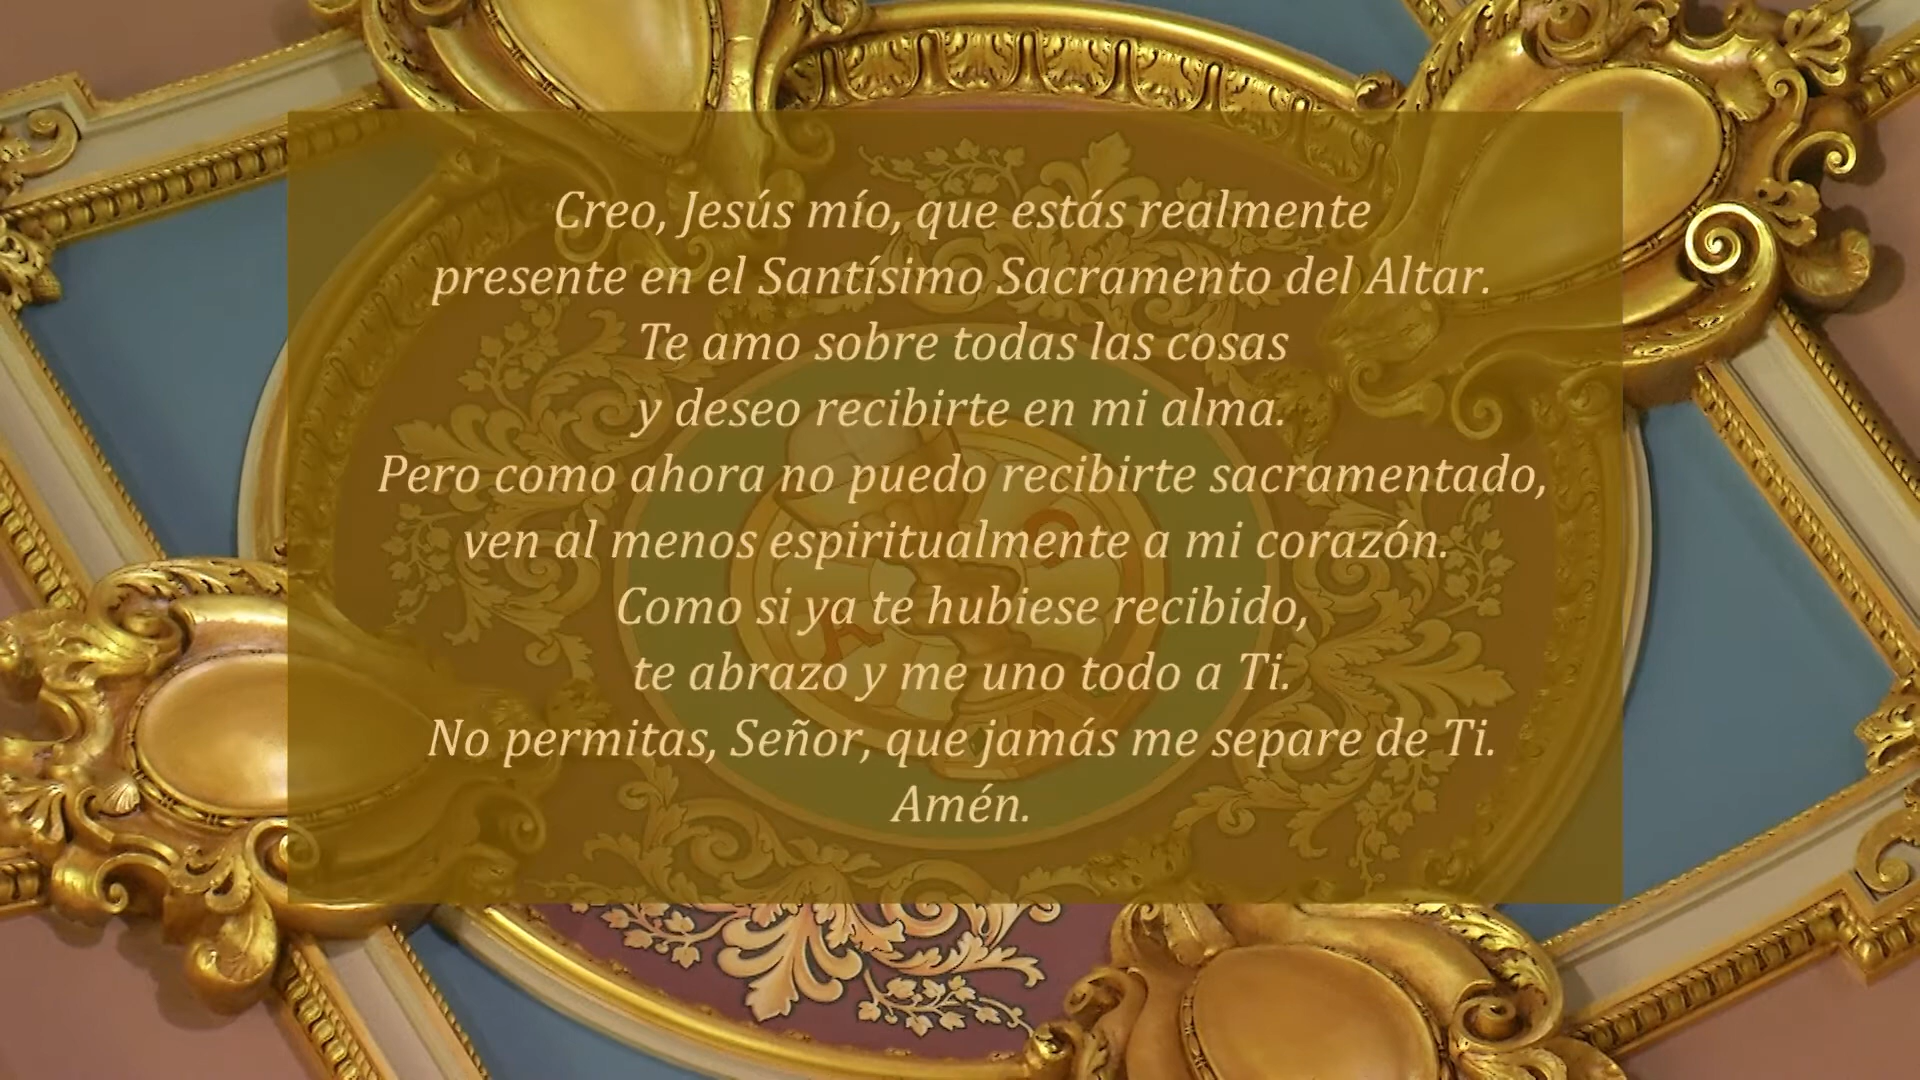 Creo, Jesús mío, que estás realmente
presente en el Santísimo Sacramento del Altar.
Te amo sobre todas las cosas
y deseo recibirte en mi alma.
Pero como ahora no puedo recibirte sacramentado,
ven al menos espiritualmente a mi corazón.
Como si ya te hubiese recibido,
te abrazo y me uno todo a Ti.
No permitas, Señor, que jamás me separe de Ti.
Amén.